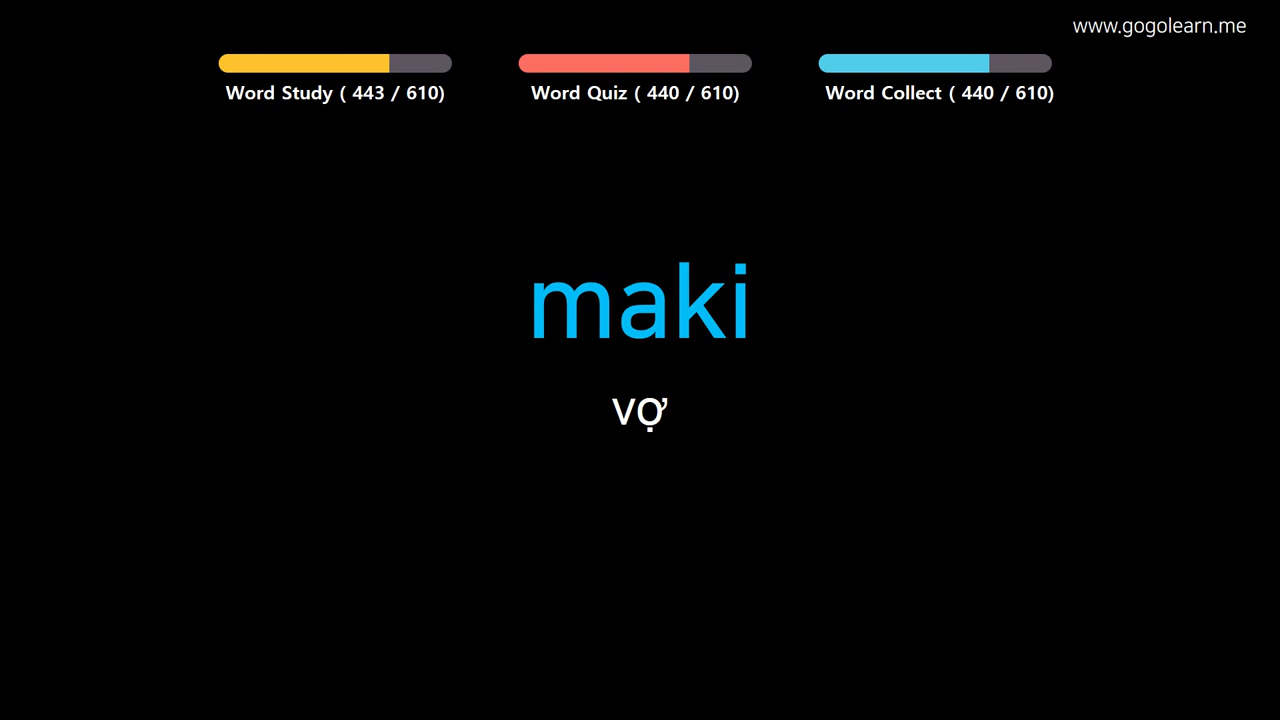 www.gogolearn.me
Word Study ( 443 / 610)
Word Quiz ( 440 / 610)
Word Collect ( 440 / 610)
maki
vợ